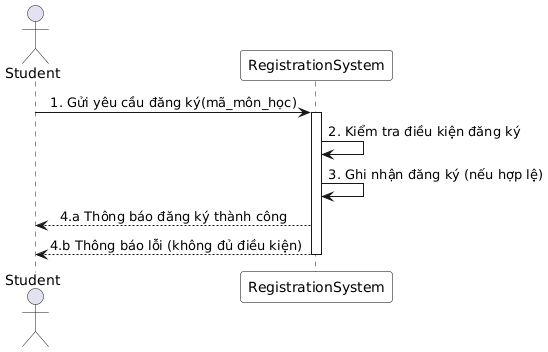 Student
RegistrationSystem
1. Gửi yêu cầu đăng ký(mã_môn_học)
2. Kiểm tra điều kiện đăng ký
3. Ghi nhận đăng ký (nếu hợp lệ)
4.a Thông báo đăng ký thành công
4.b Thông báo lỗi (không đủ điều kiện)
Student
RegistrationSystem